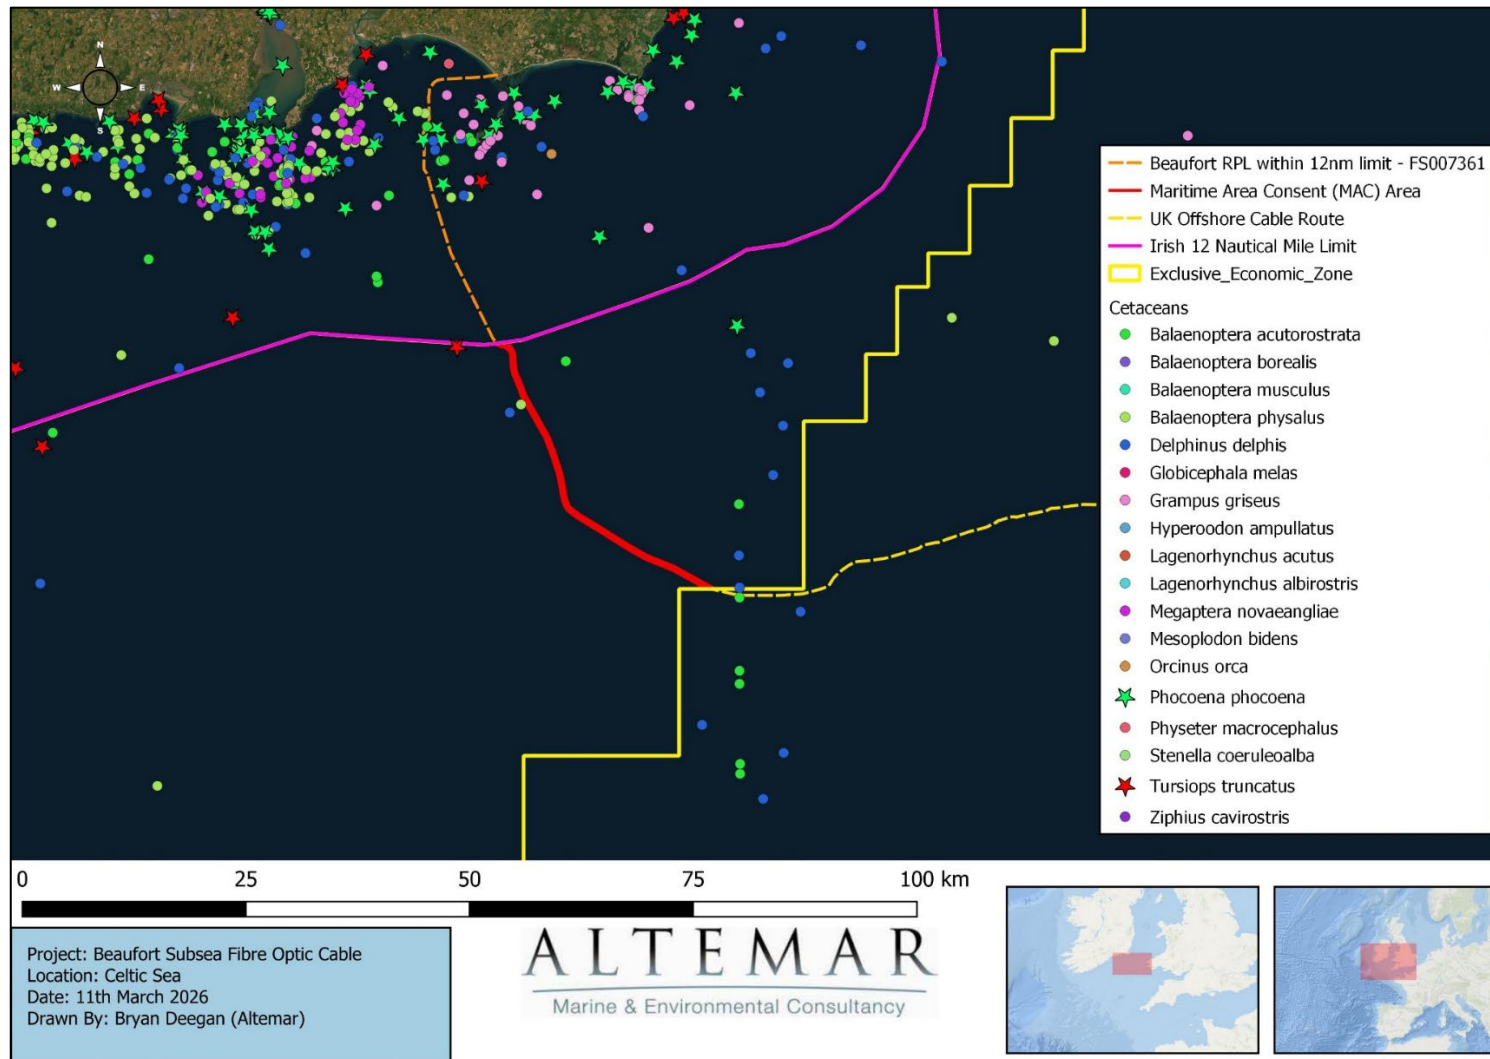 N
W
E
S
Beaufort RPL within 12nm limit - FS007361
Maritime Area Consent (MAC) Area
UK Offshore Cable Route
Irish 12 Nautical Mile Limit
Exclusive_Economic_Zone
Cetaceans
Balaenoptera acutorostrata
Balaenoptera borealis
Balaenoptera musculus
Balaenoptera physalus
Delphinus delphis
Globicephala melas
Grampus griseus
Hyperoodon ampullatus
Lagenorhynchus acutus
Lagenorhynchus albirostris
Megaptera novaeangliae
Mesoplodon bidens
Orcinus orca
Phocoena phocoena
Physeter macrocephalus
Stenella coeruleoalba
Tursiops truncatus
Ziphius cavirostris
0 25 50 75 100 km
Project: Beaufort Subsea Fibre Optic Cable
Location: Celtic Sea
Date: 11th March 2026
Drawn By: Bryan Deegan (Altemar)
ALTEMAR
Marine & Environmental Consultancy